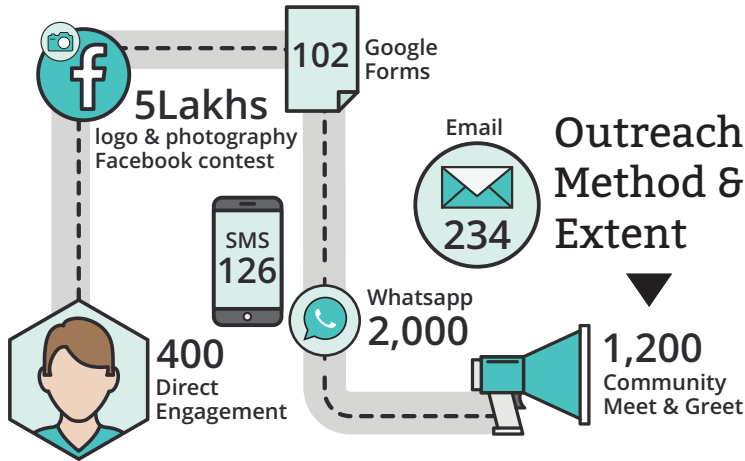 102
Google
Forms
5Lakhs
logo & photography
Facebook contest
Email
234
Outreach
Method &
Extent
SMS
126
Whatsapp
2,000
400
Direct
Engagement
1,200
Community
Meet & Greet